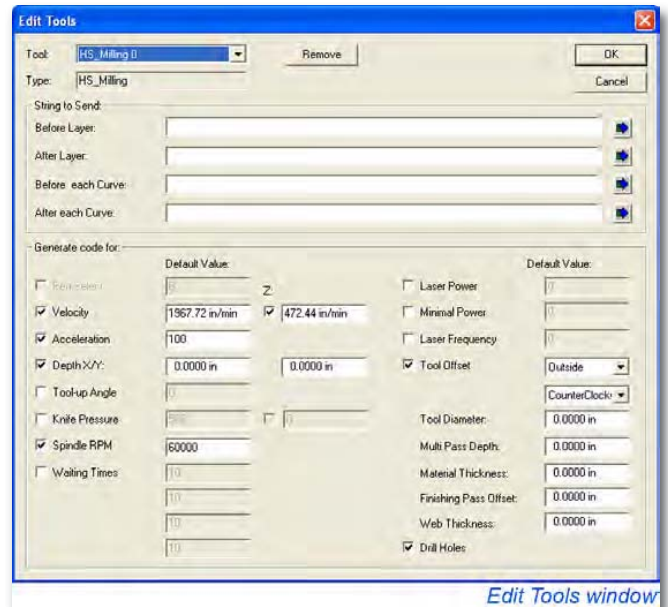 Edit Tools
Tool: HS_Milling 0 Remove OK
Type: HS_Milling Cancel
String to Send:
Before Layer:
After Layer:
Before each Curve:
After each Curve:
Generate code for:
Default Value: Default Value:
Z:
Laser Power 0
Velocity 1967.72 in/min 472.44 in/min Minimal Power 0
Acceleration 100 Laser Frequency 0
Depth X/Y: 0.0000 in 0.0000 in Tool Offset Outside
Tool-up Angle 0 CounterClock
Knife Pressure 0 Tool Diameter: 0.0000 in
Spindle RPM 60000 Multi Pass Depth: 0.0000 in
Waiting Times 10 Material Thickness: 0.0000 in
10 Finishing Pass Offset: 0.0000 in
10 Web Thickness: 0.0000 in
10 Drill Holes
Edit Tools window